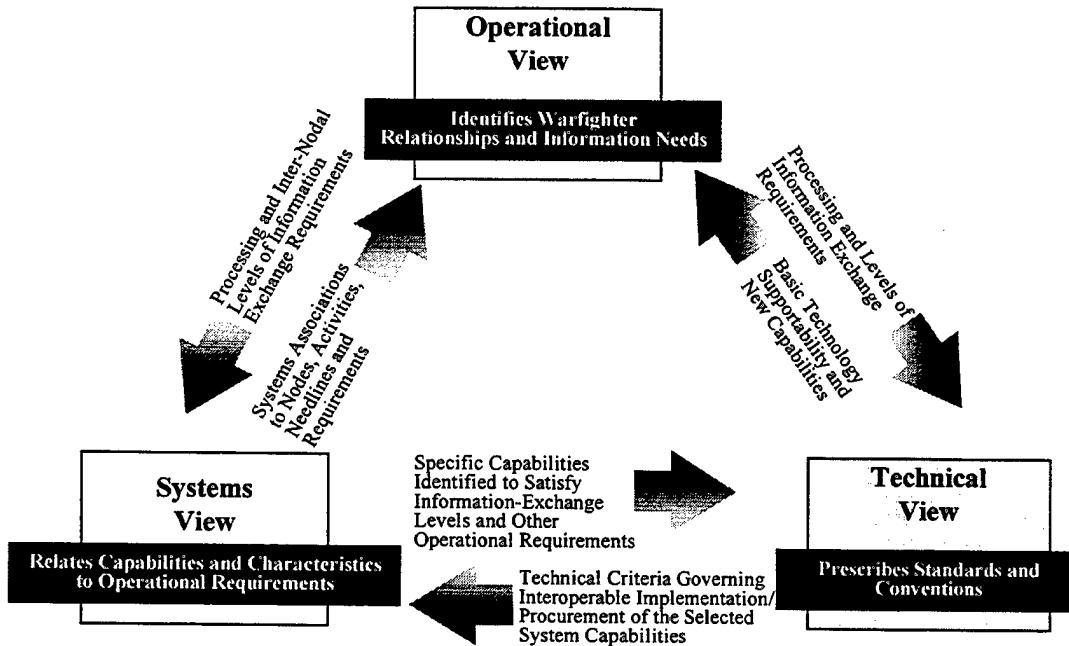 Operational
View
Identifies Warfighter
Relationships and Information Needs
Processing and Inter-Nodal
Levels of Information
Exchange Requirements
Systems Associations
to Nodes, Activities,
Needlines and
Requirements
Processing and Levels of
Information Exchange
Requirements
Basic Technology
Supportability and
New Capabilities
Systems
View
Relates Capabilities and Characteristics
to Operational Requirements
Specific Capabilities
Identified to Satisfy
Information-Exchange
Levels and Other
Operational Requirements
Technical Criteria Governing
Interoperable Implementation/
Procurement of the Selected
System Capabilities
Technical
View
Prescribes Standards and
Conventions